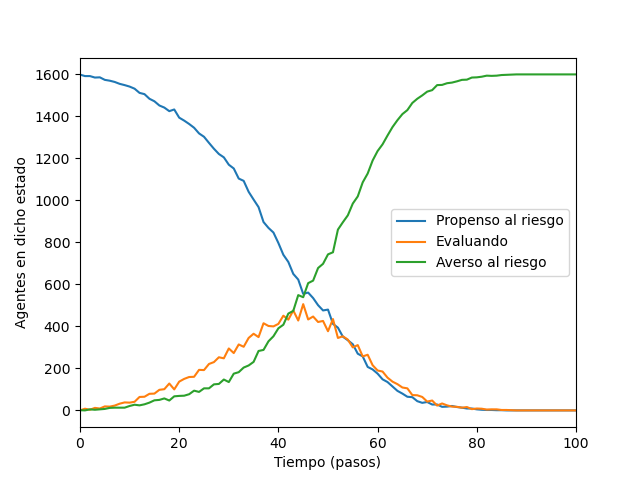 1600
1400
1200
1000
800
600
400
200
0
Agentes en dicho estado
Propenso al riesgo
Evaluando
Averso al riesgo
0 20 40 60 80 100
Tiempo (pasos)